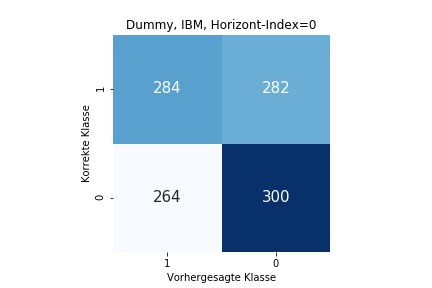 Dummy, IBM, Horizont-Index=0
284 282
264 300
1
0
Korrekte Klasse
1 0
Vorhergesagte Klasse